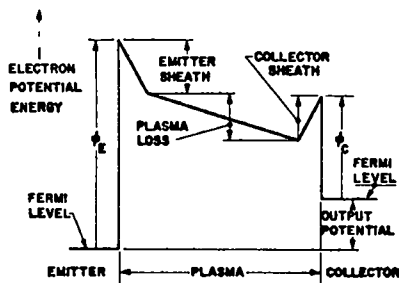 ELECTRON
POTENTIAL
ENERGY
EMITTER
SHEATH
COLLECTOR
SHEATH
PLASMA
LOSS
ϕE
ϕC
FERMI
LEVEL
FERMI
LEVEL
OUTPUT
POTENTIAL
EMITTER
PLASMA
COLLECTOR